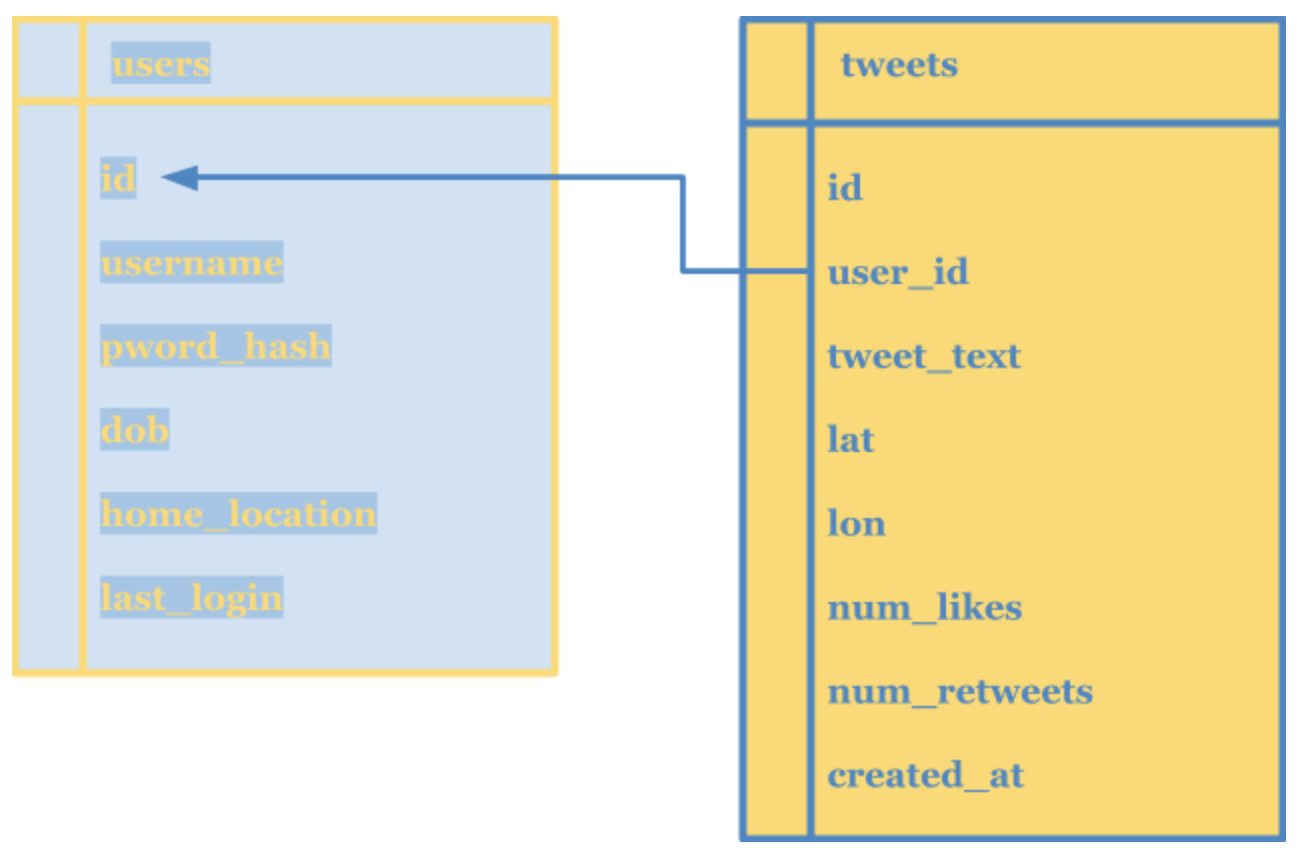 users
id
username
pword_hash
dob
home_location
last_login
tweets
id
user_id
tweet_text
lat
lon
num_likes
num_retweets
created_at